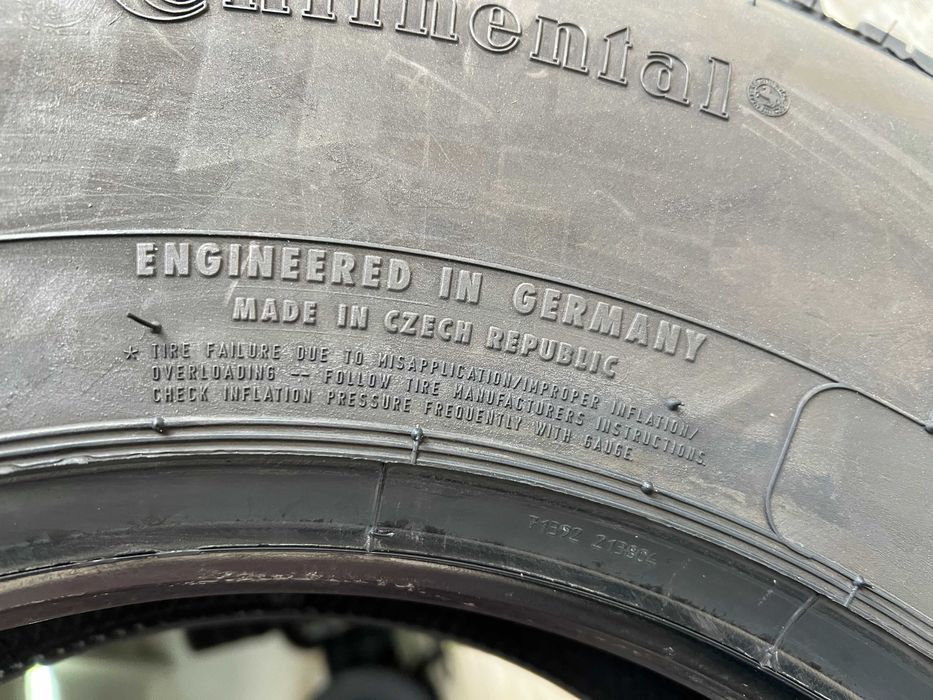 Continental
ENGINEERED IN GERMANY
MADE IN CZECH REPUBLIC
* TIRE FAILURE DUE TO MISAPPLICATION/IMPROPER INFLATION/
OVERLOADING -- FOLLOW TIRE MANUFACTURERS INSTRUCTIONS.
CHECK INFLATION PRESSURE FREQUENTLY WITH GAUGE.